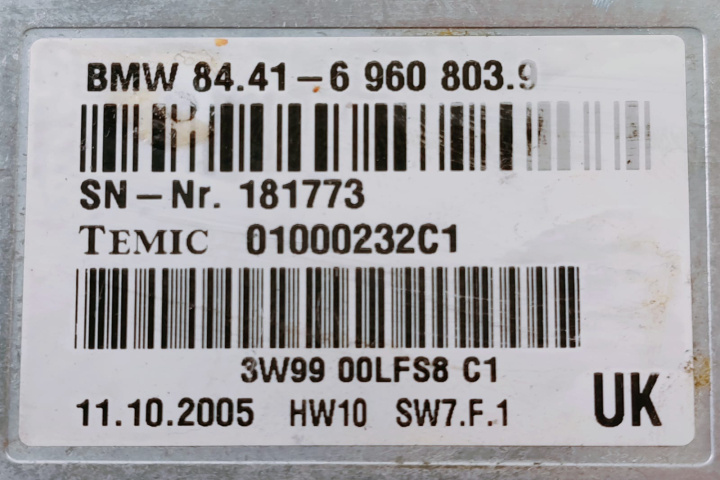 BMW 84.41-6 960 803.9
SN-Nr. 181773
TEMIC 01000232C1
3W99 00LFS8 C1
11.10.2005 HW10 SW7.F.1
UK